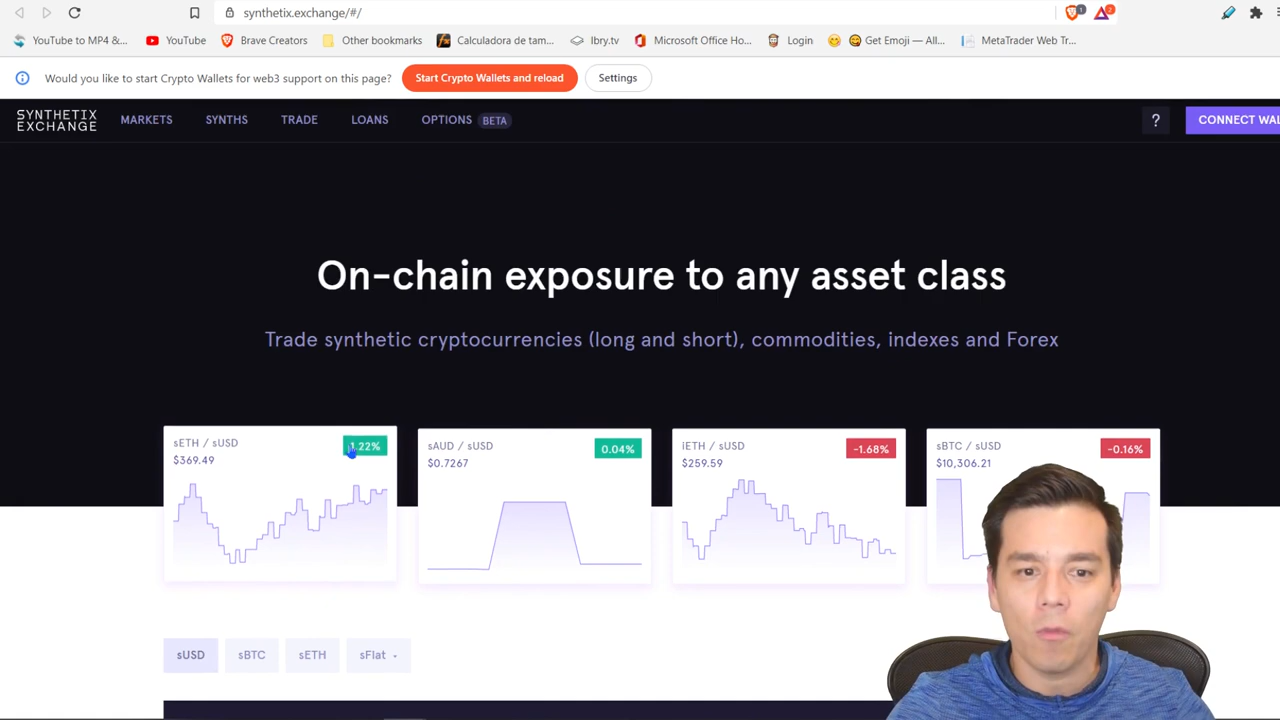 synthetix.exchange/#/
1
2
YouTube to MP4 &...
YouTube
Brave Creators
Other bookmarks
Calculadora de tam...
lbry.tv
Microsoft Office Ho...
Login
Get Emoji — All...
MetaTrader Web Tr...
Would you like to start Crypto Wallets for web3 support on this page?
Start Crypto Wallets and reload
Settings
SYNTHETIX
EXCHANGE
MARKETS
SYNTHS
TRADE
LOANS
OPTIONS BETA
?
CONNECT WAL
On-chain exposure to any asset class
Trade synthetic cryptocurrencies (long and short), commodities, indexes and Forex
sETH / sUSD
1.22%
$369.49
sAUD / sUSD
0.04%
$0.7267
iETH / sUSD
-1.68%
$259.59
sBTC / sUSD
-0.16%
$10,306.21
sUSD
sBTC
sETH
sFiat